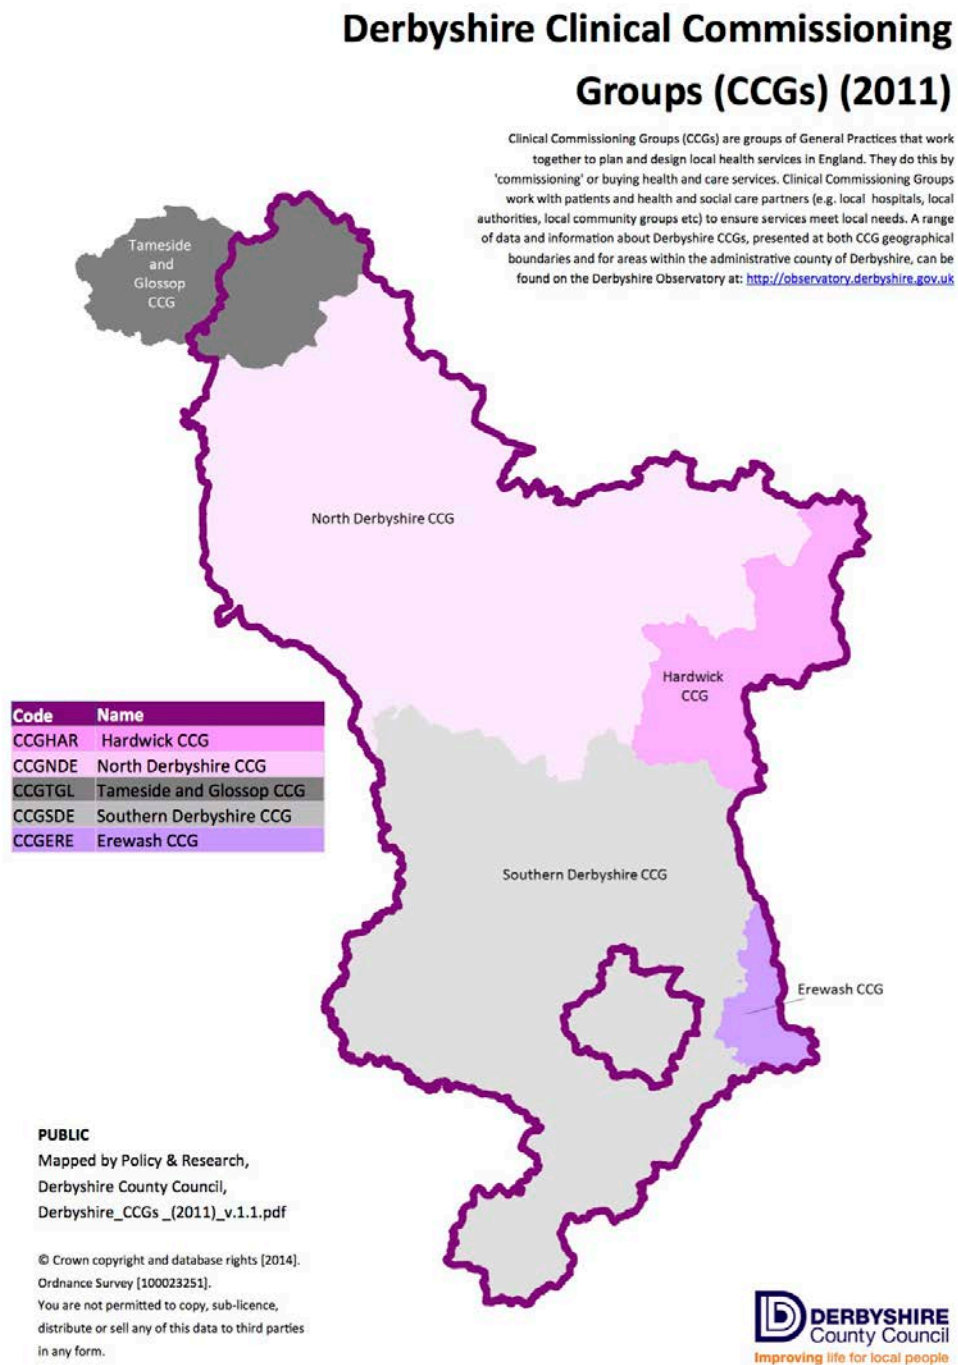 Derbyshire Clinical Commissioning
Groups (CCGs) (2011)
Clinical Commissioning Groups (CCGs) are groups of General Practices that work
together to plan and design local health services in England. They do this by
'commissioning' or buying health and care services. Clinical Commissioning Groups
work with patients and health and social care partners (e.g. local hospitals, local
authorities, local community groups etc) to ensure services meet local needs. A range
of data and information about Derbyshire CCGs, presented at both CCG geographical
boundaries and for areas within the administrative county of Derbyshire, can be
found on the Derbyshire Observatory at: http://observatory.derbyshire.gov.uk
Tameside
and
Glossop
CCG
North Derbyshire CCG
Hardwick
CCG
Code Name
CCGHAR Hardwick CCG
CCGNDE North Derbyshire CCG
CCGTGL Tameside and Glossop CCG
CCGSDE Southern Derbyshire CCG
CCGERE Erewash CCG
Southern Derbyshire CCG
Erewash CCG
PUBLIC
Mapped by Policy & Research,
Derbyshire County Council,
Derbyshire_CCGs _(2011)_v.1.1.pdf
© Crown copyright and database rights [2014].
Ordnance Survey [100023251].
You are not permitted to copy, sub-licence,
distribute or sell any of this data to third parties
in any form.
DERBYSHIRE
County Council
Improving life for local people